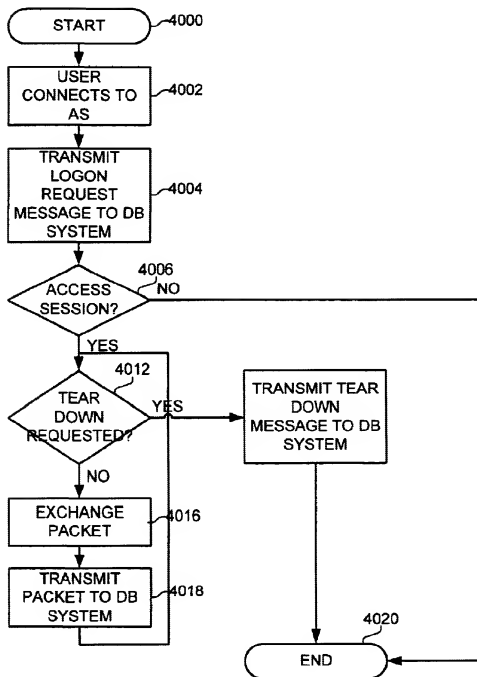 START
4000
USER
CONNECTS TO
AS
4002
TRANSMIT
LOGON
REQUEST
MESSAGE TO DB
SYSTEM
4004
4006
ACCESS
SESSION?
NO
YES
4012
TEAR
DOWN
REQUESTED?
YES
TRANSMIT TEAR
DOWN
MESSAGE TO DB
SYSTEM
NO
EXCHANGE
PACKET
4016
TRANSMIT
PACKET TO DB
SYSTEM
4018
4020
END